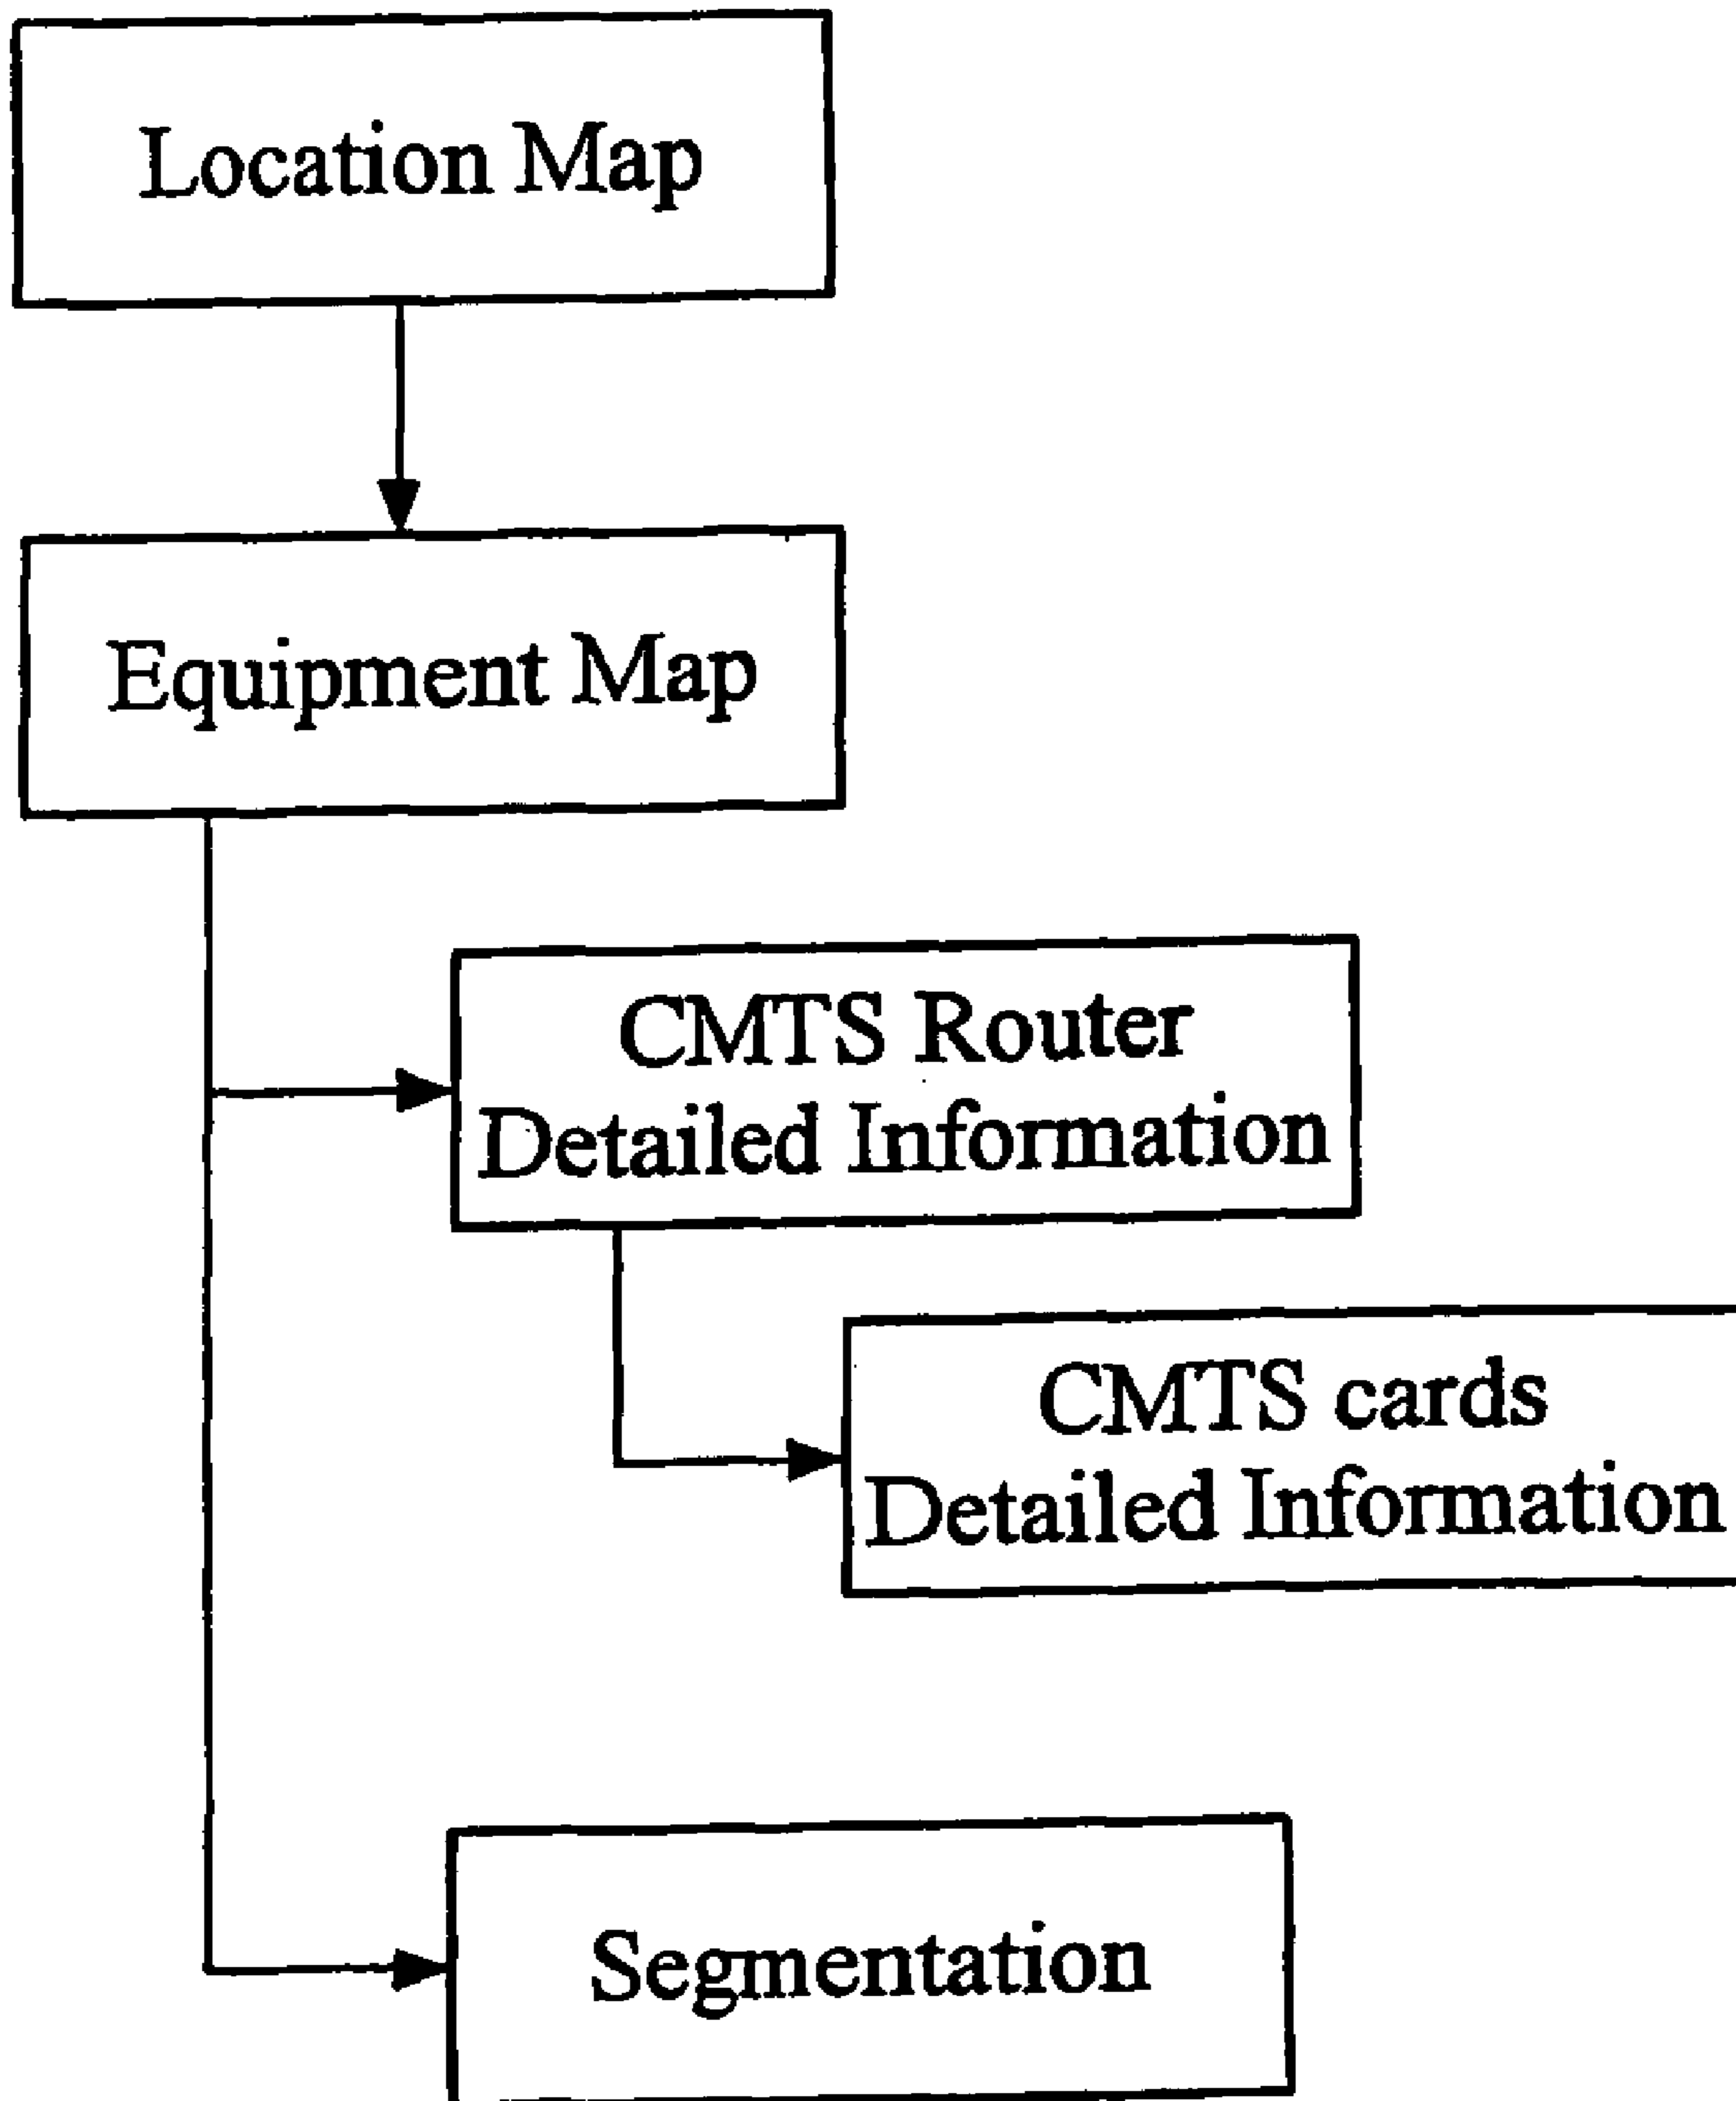 Location Map
Equipment Map
CMTS Router
Detailed Information
CMTS cards
Detailed Information
Segmentation